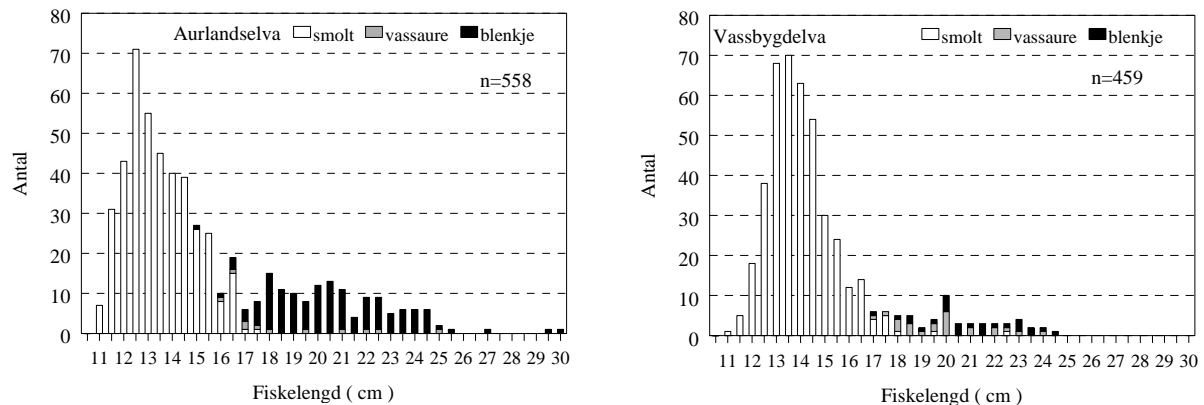 Aurlandselva smolt vassaure blenkje
n=558
Antal
80
70
60
50
40
30
20
10
0
11 12 13 14 15 16 17 18 19 20 21 22 23 24 25 26 27 28 29 30
Fiskelengd ( cm )
Vassbygdelva smolt vassaure blenkje
n=459
Antal
80
70
60
50
40
30
20
10
0
11 12 13 14 15 16 17 18 19 20 21 22 23 24 25 26 27 28 29 30
Fiskelengd ( cm )